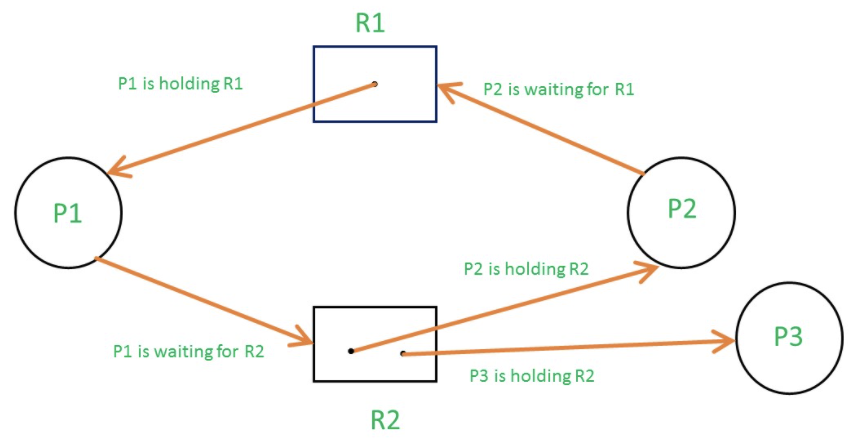 R1
P1 is holding R1
P2 is waiting for R1
P1
P2
P2 is holding R2
P3
P1 is waiting for R2
P3 is holding R2
R2